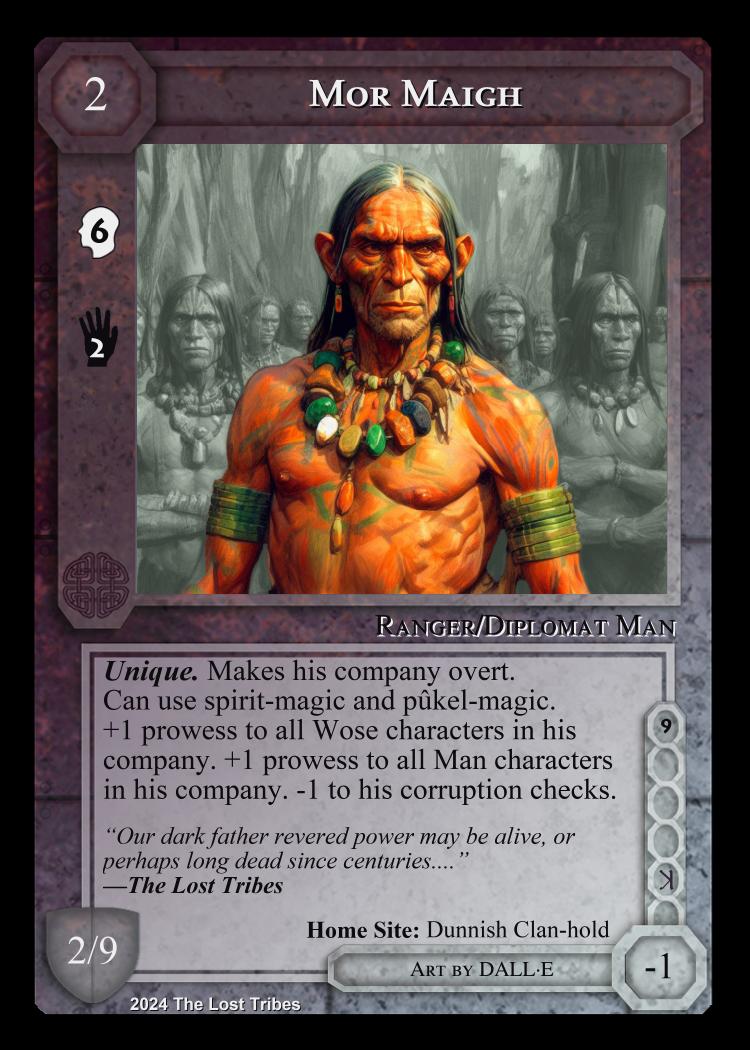 2
Mor Maigh
6
2
Ranger/Diplomat Man
Unique. Makes his company overt.
Can use spirit-magic and pûkel-magic.
+1 prowess to all Wose characters in his
company. +1 prowess to all Man characters
in his company. -1 to his corruption checks.
9
“Our dark father revered power may be alive, or
perhaps long dead since centuries....”
—The Lost Tribes
Home Site: Dunnish Clan-hold
2/9
Art by DALL·E
-1
2024 The Lost Tribes